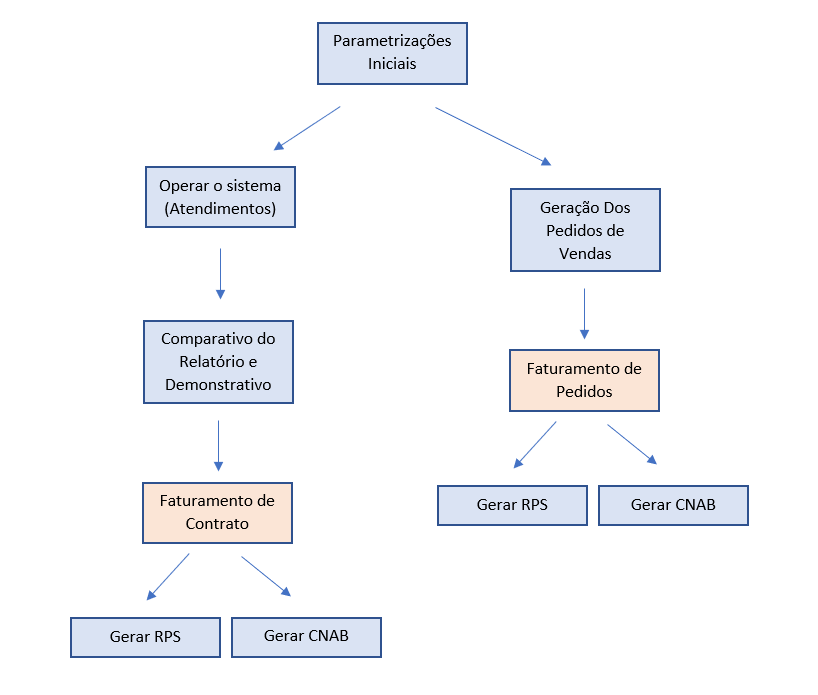 Parametrizações
Iniciais
Operar o sistema
(Atendimentos)
Geração Dos
Pedidos de
Vendas
Comparativo do
Relatório e
Demonstrativo
Faturamento de
Pedidos
Faturamento de
Contrato
Gerar RPS
Gerar CNAB
Gerar RPS
Gerar CNAB